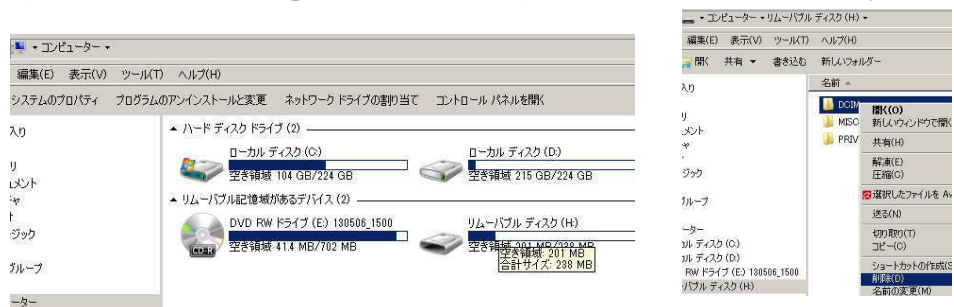 ▾ コンピューター ▾
編集(E) 表示(V) ツール(T) ヘルプ(H)
システムのプロパティ プログラムのアンインストールと変更 ネットワーク ドライブの割り当て コントロール パネルを開く
入り
リ
ュメント
ャ
ト
ージック
グループ
ーター
ハード ディスク ドライブ (2)
ローカル ディスク (C:)
空き領域 104 GB/224 GB
ローカル ディスク (D:)
空き領域 215 GB/224 GB
リムーバブル記憶域があるデバイス (2)
DVD RW ドライブ (E:) 130506_1500
空き領域 41.4 MB/702 MB
CD-R
リムーバブル ディスク (H:)
空き領域 201 MB/238 MB
空き領域: 201 MB
合計サイズ: 238 MB
▾ コンピューター ▾ リムーバブル ディスク (H:) ▾
編集(E) 表示(V) ツール(T) ヘルプ(H)
開く 共有 ▾ 書き込む 新しいフォルダー
入り
リ
メント
ャ
ジック
ループ
ーター
ル ディスク (C:)
ル ディスク (D:)
RW ドライブ (E:) 130506_1500
バブル ディスク (H:)
名前
DCIM
MISC
PRIV
開く(O)
新しいウィンドウで開く
共有(H)
解凍(E)
圧縮(C)
選択したファイルを Av
送る(N)
切り取り(T)
コピー(C)
ショートカットの作成(S
削除(D)
名前の変更(M)